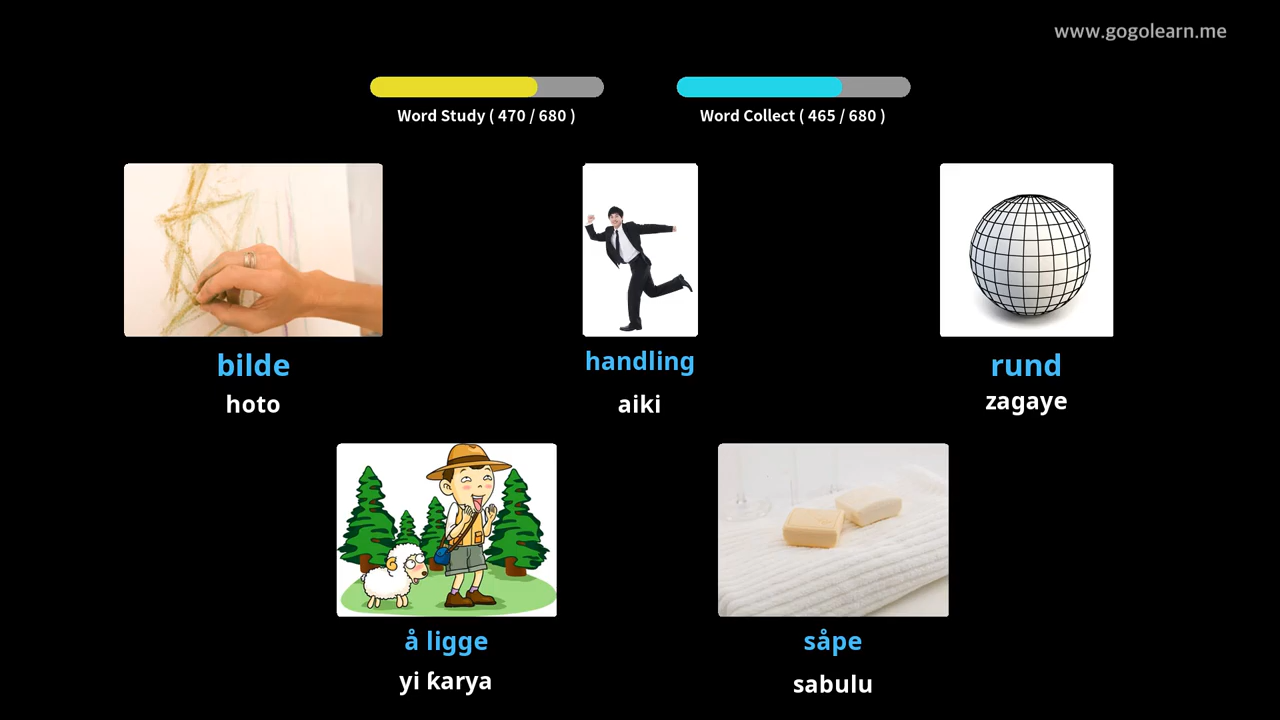 www.gogolearn.me
Word Study ( 470 / 680 )
Word Collect ( 465 / 680 )
bilde
hoto
handling
aiki
rund
zagaye
å ligge
yi ƙarya
såpe
sabulu